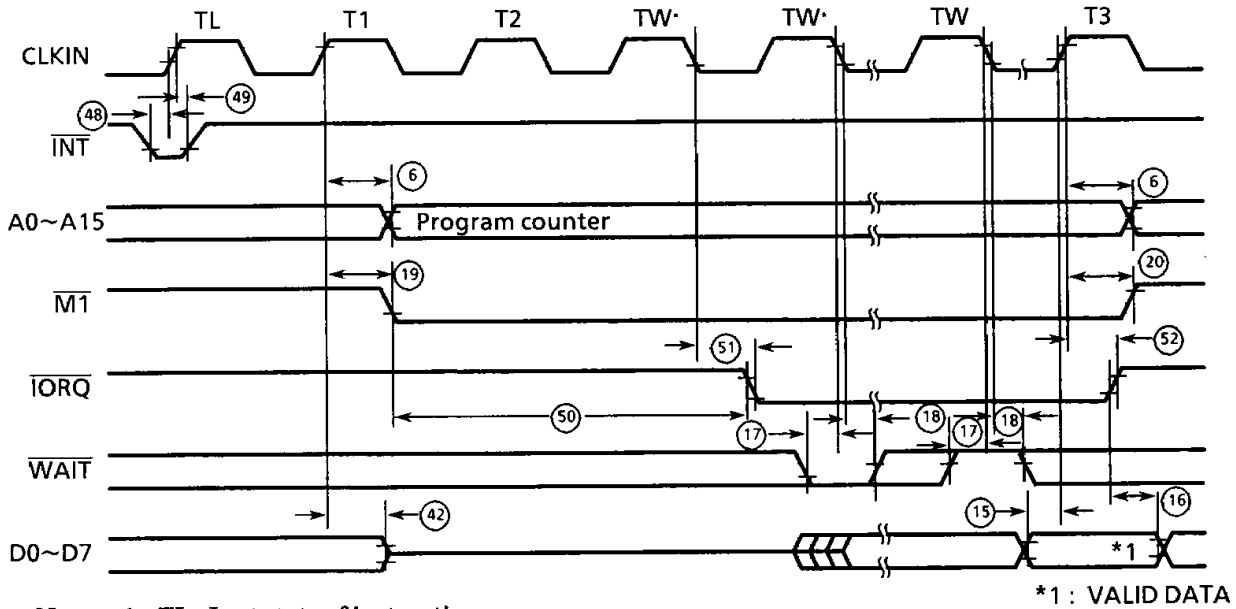 TL T1 T2 TW* TW* TW T3
CLKIN
48 49
INT
6 6
A0~A15 Program counter
19 20
M1
51 52
IORQ
50 17 18 17 18
WAIT
42 15 16
D0~D7 *1
*1 : VALID DATA